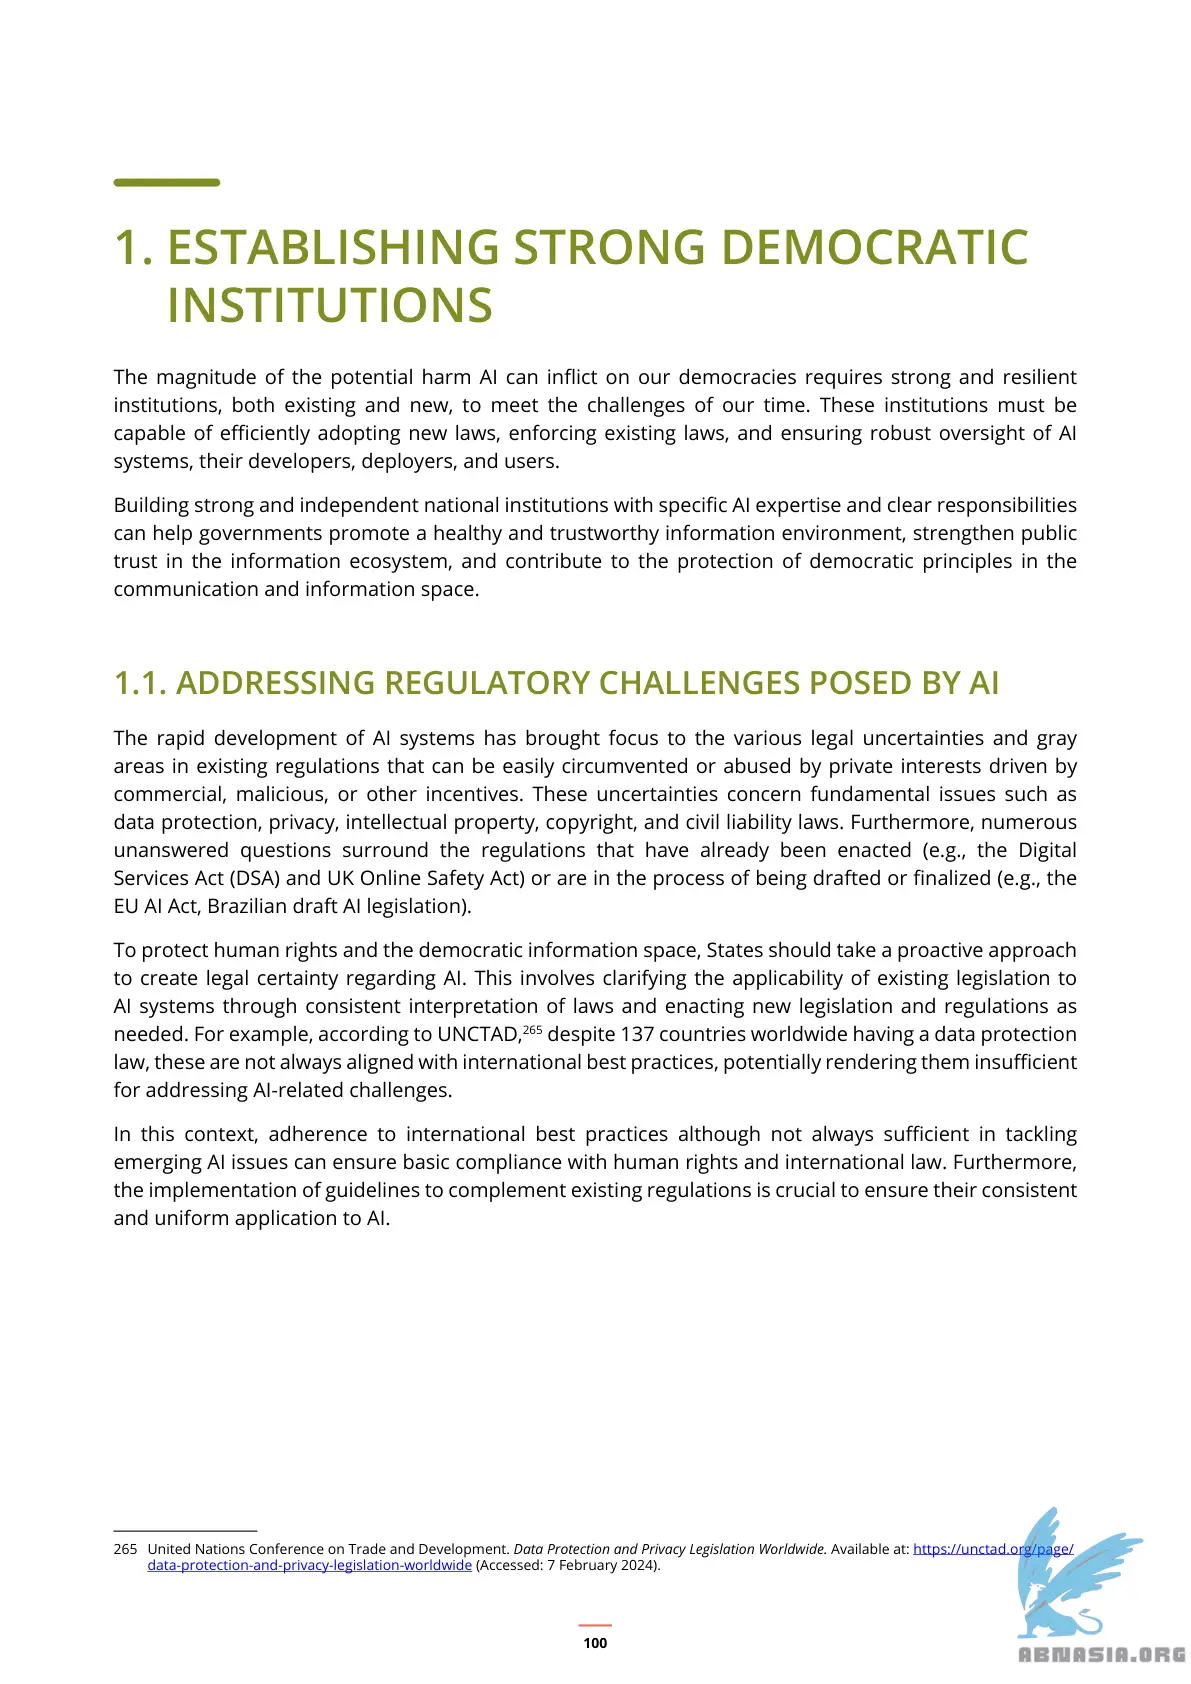 1. ESTABLISHING STRONG DEMOCRATIC
INSTITUTIONS
The magnitude of the potential harm AI can inflict on our democracies requires strong and resilient
institutions, both existing and new, to meet the challenges of our time. These institutions must be
capable of efficiently adopting new laws, enforcing existing laws, and ensuring robust oversight of AI
systems, their developers, deployers, and users.
Building strong and independent national institutions with specific AI expertise and clear responsibilities
can help governments promote a healthy and trustworthy information environment, strengthen public
trust in the information ecosystem, and contribute to the protection of democratic principles in the
communication and information space.
1.1. ADDRESSING REGULATORY CHALLENGES POSED BY AI
The rapid development of AI systems has brought focus to the various legal uncertainties and gray
areas in existing regulations that can be easily circumvented or abused by private interests driven by
commercial, malicious, or other incentives. These uncertainties concern fundamental issues such as
data protection, privacy, intellectual property, copyright, and civil liability laws. Furthermore, numerous
unanswered questions surround the regulations that have already been enacted (e.g., the Digital
Services Act (DSA) and UK Online Safety Act) or are in the process of being drafted or finalized (e.g., the
EU AI Act, Brazilian draft AI legislation).
To protect human rights and the democratic information space, States should take a proactive approach
to create legal certainty regarding AI. This involves clarifying the applicability of existing legislation to
AI systems through consistent interpretation of laws and enacting new legislation and regulations as
needed. For example, according to UNCTAD,265 despite 137 countries worldwide having a data protection
law, these are not always aligned with international best practices, potentially rendering them insufficient
for addressing AI-related challenges.
In this context, adherence to international best practices although not always sufficient in tackling
emerging AI issues can ensure basic compliance with human rights and international law. Furthermore,
the implementation of guidelines to complement existing regulations is crucial to ensure their consistent
and uniform application to AI.
265 United Nations Conference on Trade and Development. Data Protection and Privacy Legislation Worldwide. Available at: https://unctad.org/page/
data-protection-and-privacy-legislation-worldwide (Accessed: 7 February 2024).
100
ABNASIA.ORG